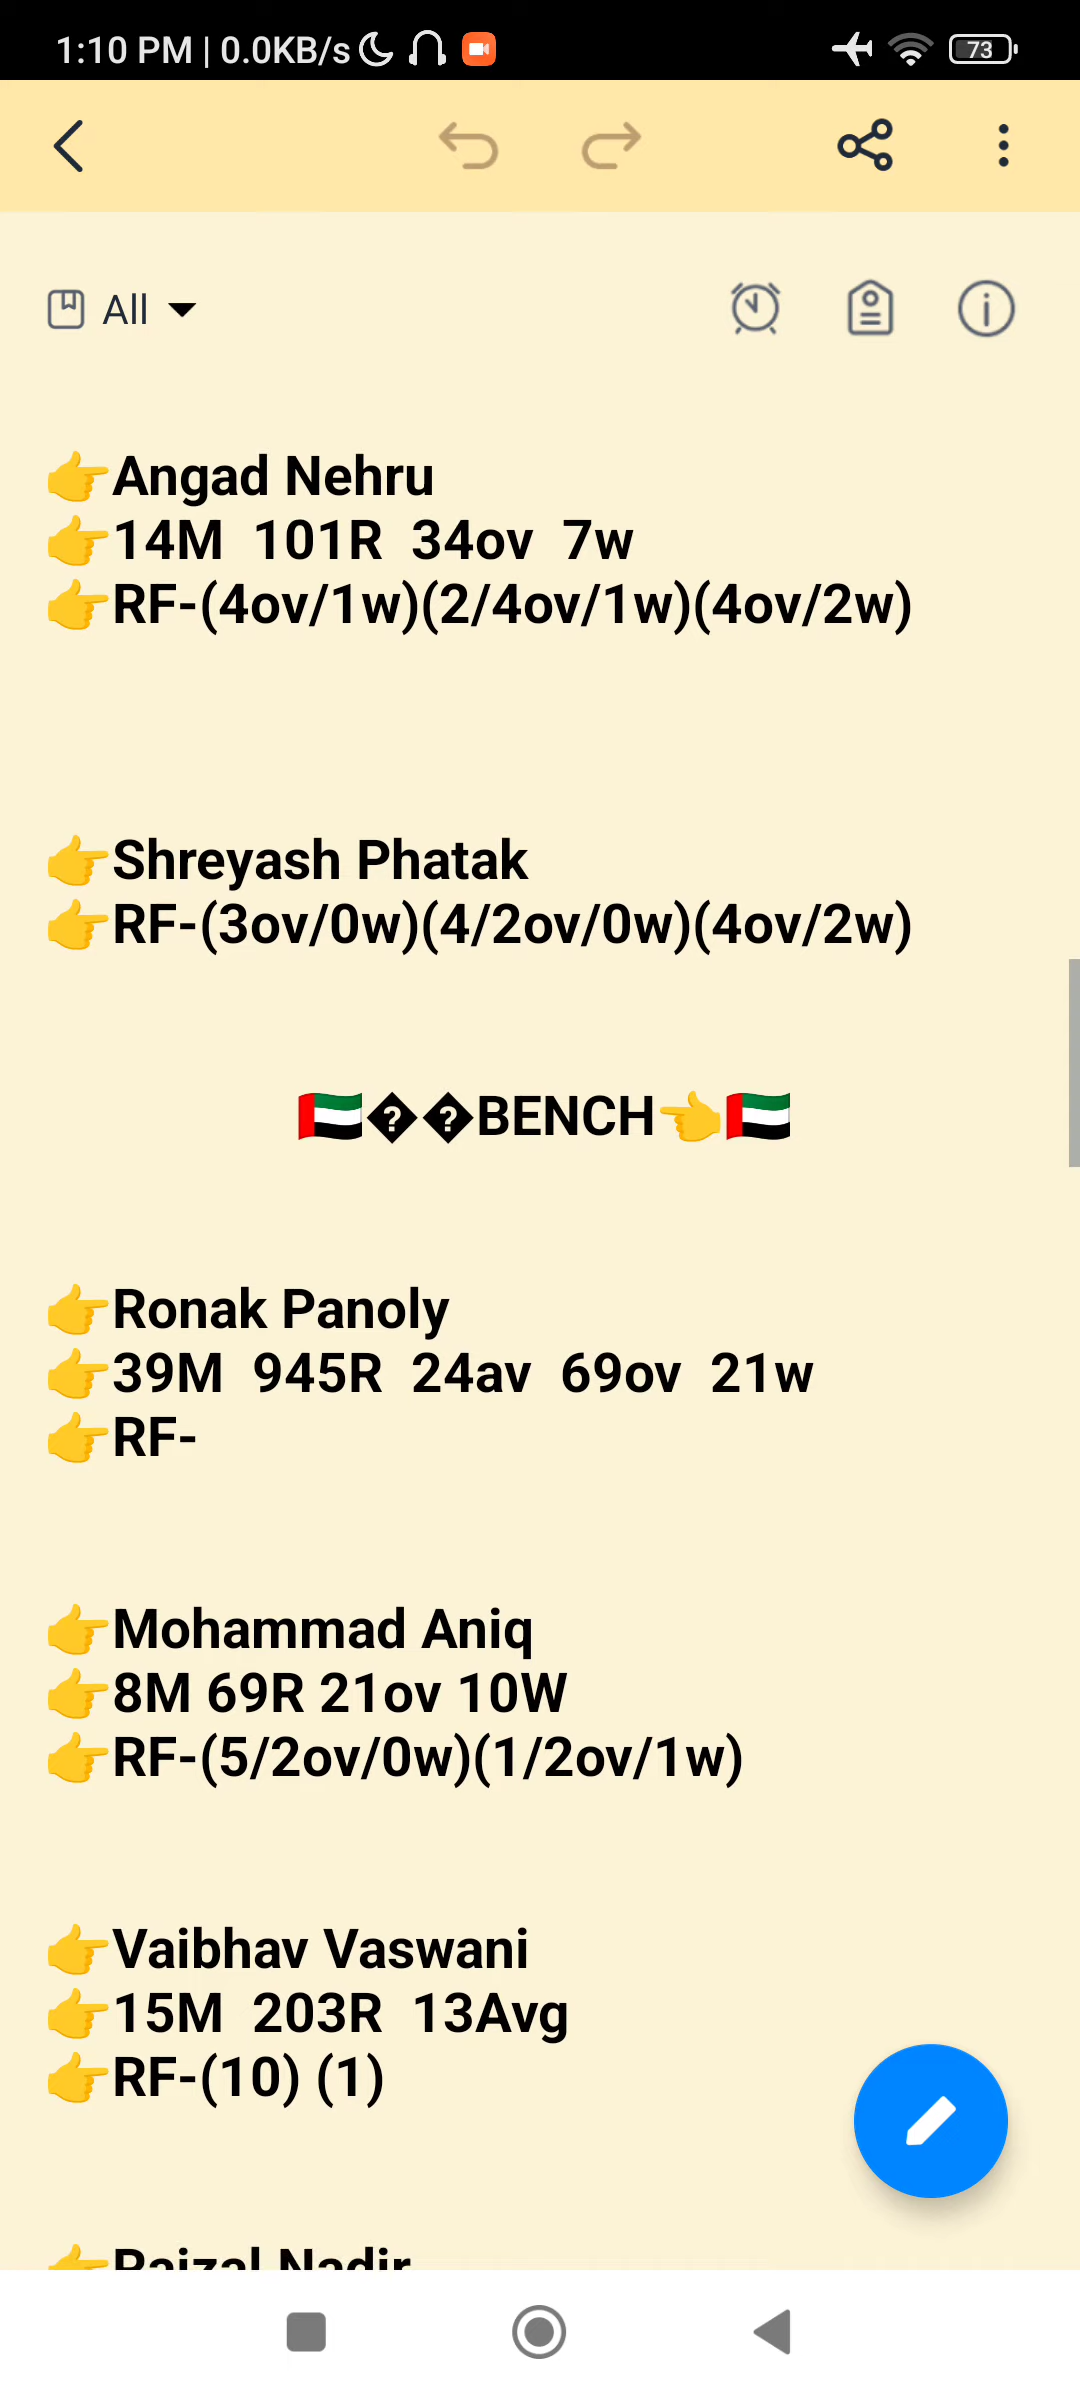 1:10 PM | 0.0KB/s 73
All
👉Angad Nehru
👉14M 101R 34ov 7w
👉RF-(4ov/1w)(2/4ov/1w)(4ov/2w)
👉Shreyash Phatak
👉RF-(3ov/0w)(4/2ov/0w)(4ov/2w)
🇦🇪��BENCH👈🇦🇪
👉Ronak Panoly
👉39M 945R 24av 69ov 21w
👉RF-
👉Mohammad Aniq
👉8M 69R 21ov 10W
👉RF-(5/2ov/0w)(1/2ov/1w)
👉Vaibhav Vaswani
👉15M 203R 13Avg
👉RF-(10) (1)
👉Nadir